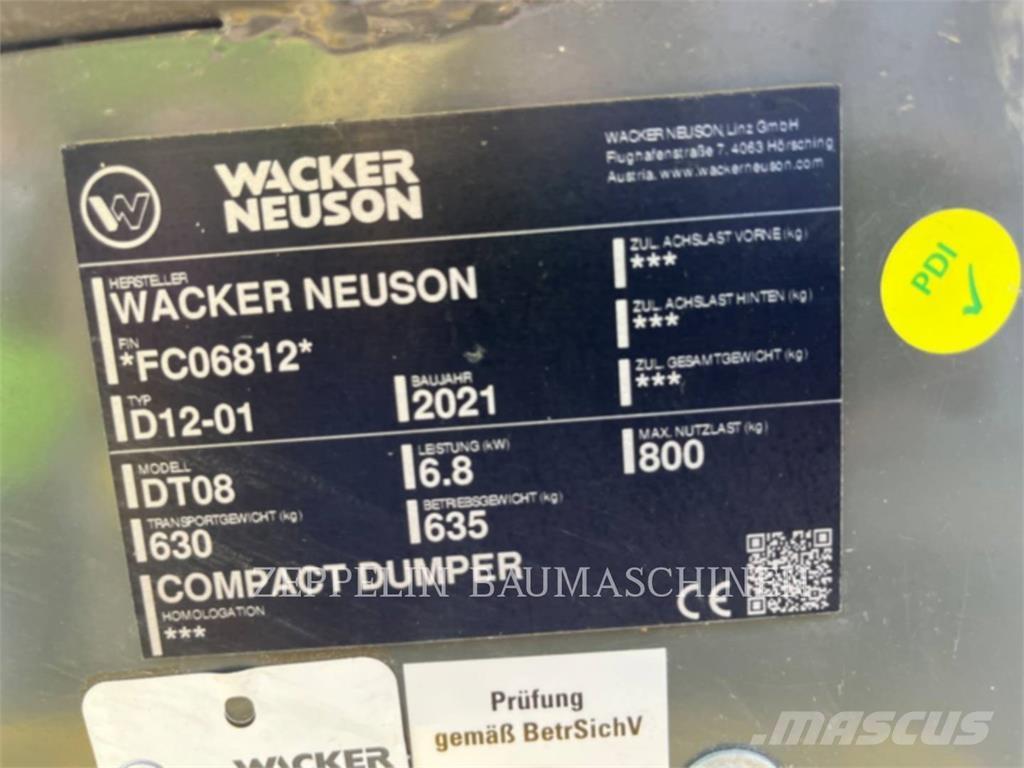 WACKER
NEUSON
WACKER NEUSON, Linz GmbH
Flughafenstraße 7, 4063 Hörsching
Austria, www.wackerneuson.com
HERSTELLER
WACKER NEUSON
FIN
*FC06812*
TYP
D12-01
BAUJAHR
2021
ZUL. ACHSLAST VORNE (kg)
***
ZUL. ACHSLAST HINTEN (kg)
***
ZUL. GESAMTGEWICHT (kg)
***
MODELL
DT08
LEISTUNG (kW)
6.8
MAX. NUTZLAST (kg)
800
TRANSPORTGEWICHT (kg)
630
BETRIEBSGEWICHT (kg)
635
COMPACT DUMPER
HOMOLOGATION
***
CE
PDI
ZEPPELIN BAUMASCHINEN
Prüfung
gemäß BetrSichV
WACKER
MASCUS